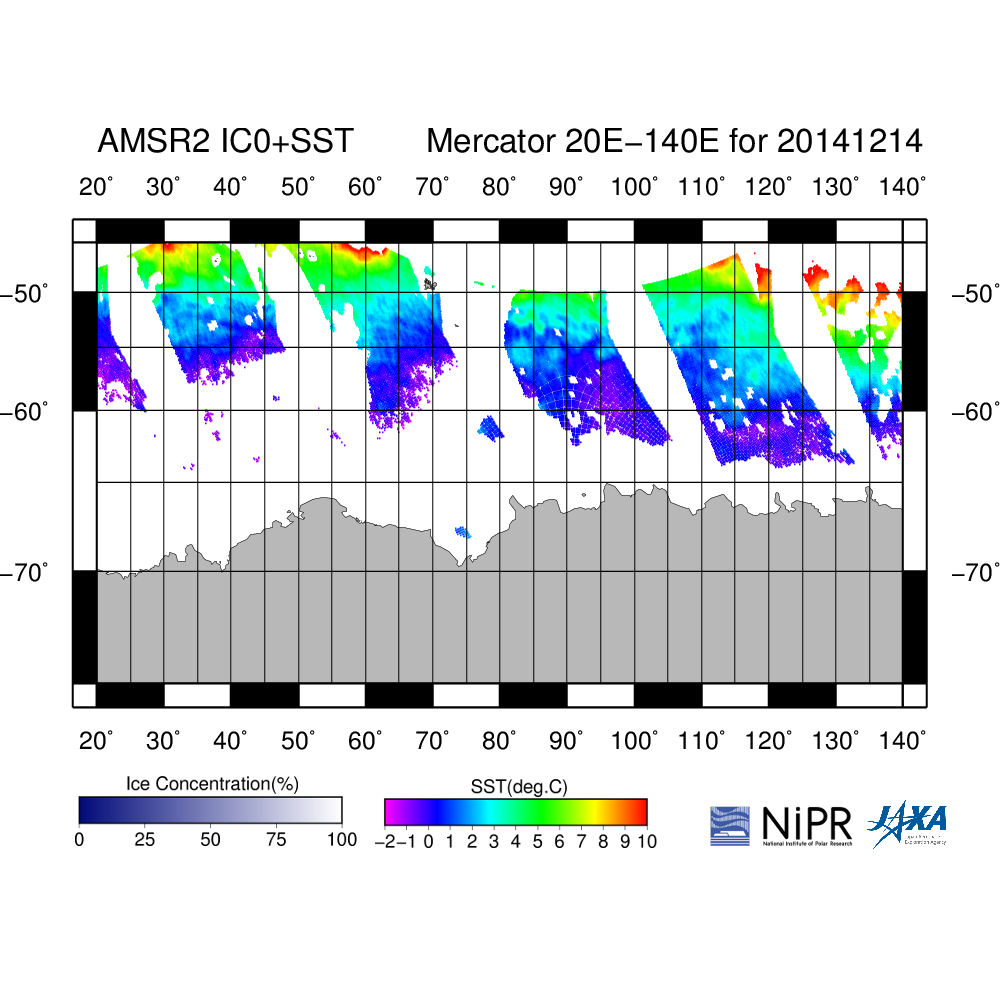 AMSR2 IC0+SST Mercator 20E−140E for 20141214
20° 30° 40° 50° 60° 70° 80° 90° 100° 110° 120° 130° 140°
−50° −50°
−60° −60°
−70° −70°
20° 30° 40° 50° 60° 70° 80° 90° 100° 110° 120° 130° 140°
Ice Concentration(%)
0 25 50 75 100
SST(deg.C)
−2 −1 0 1 2 3 4 5 6 7 8 9 10
NiPR
National Institute of Polar Research
JAXA
Exploration Agency